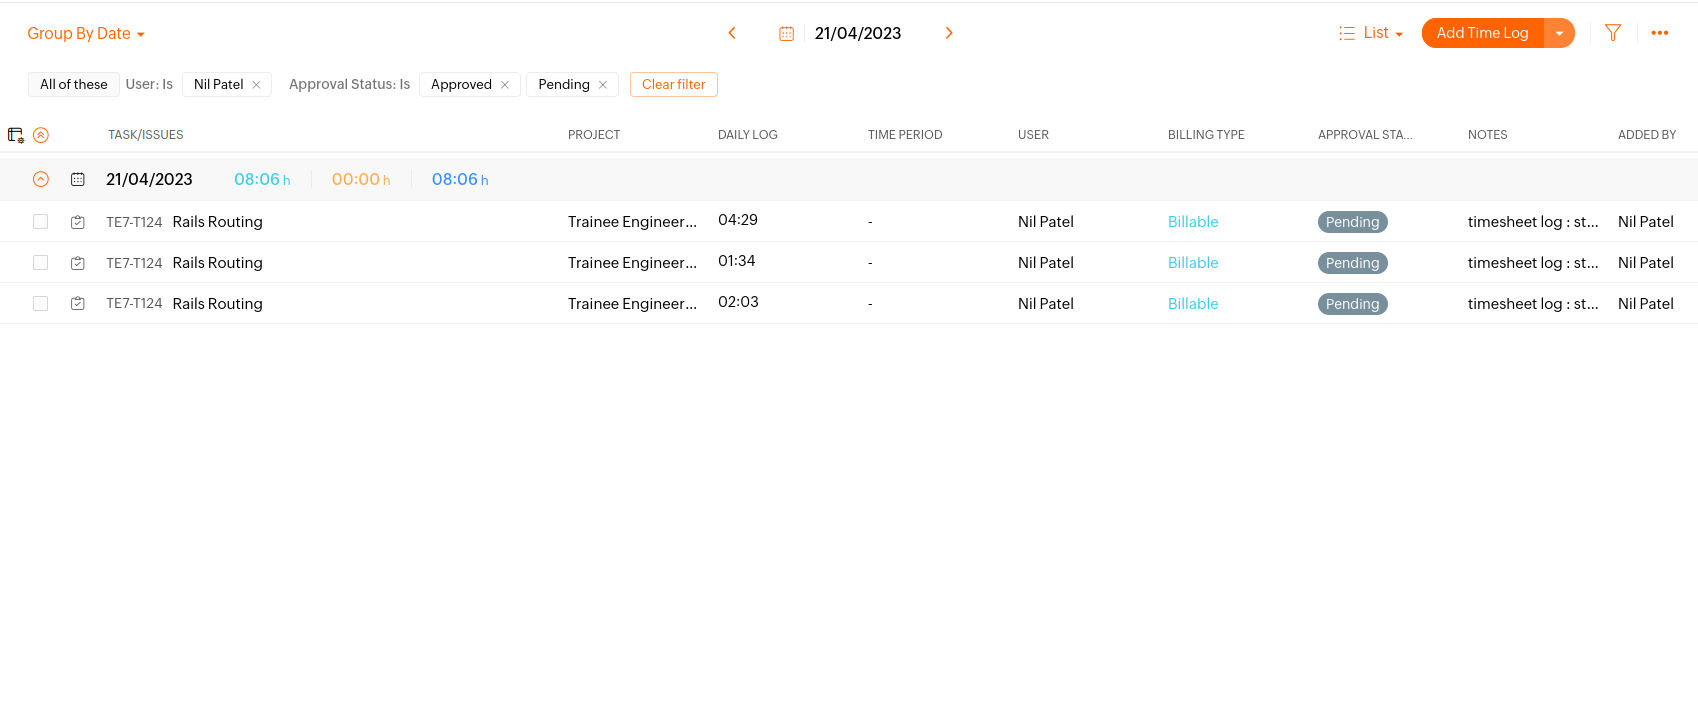 Group By Date 21/04/2023 List Add Time Log
All of these User: Is Nil Patel Approval Status: Is Approved Pending Clear filter
TASK/ISSUES PROJECT DAILY LOG TIME PERIOD USER BILLING TYPE APPROVAL STA... NOTES ADDED BY
21/04/2023 08:06 h 00:00 h 08:06 h
TE7-T124 Rails Routing Trainee Engineer... 04:29 - Nil Patel Billable Pending timesheet log : st... Nil Patel
TE7-T124 Rails Routing Trainee Engineer... 01:34 - Nil Patel Billable Pending timesheet log : st... Nil Patel
TE7-T124 Rails Routing Trainee Engineer... 02:03 - Nil Patel Billable Pending timesheet log : st... Nil Patel